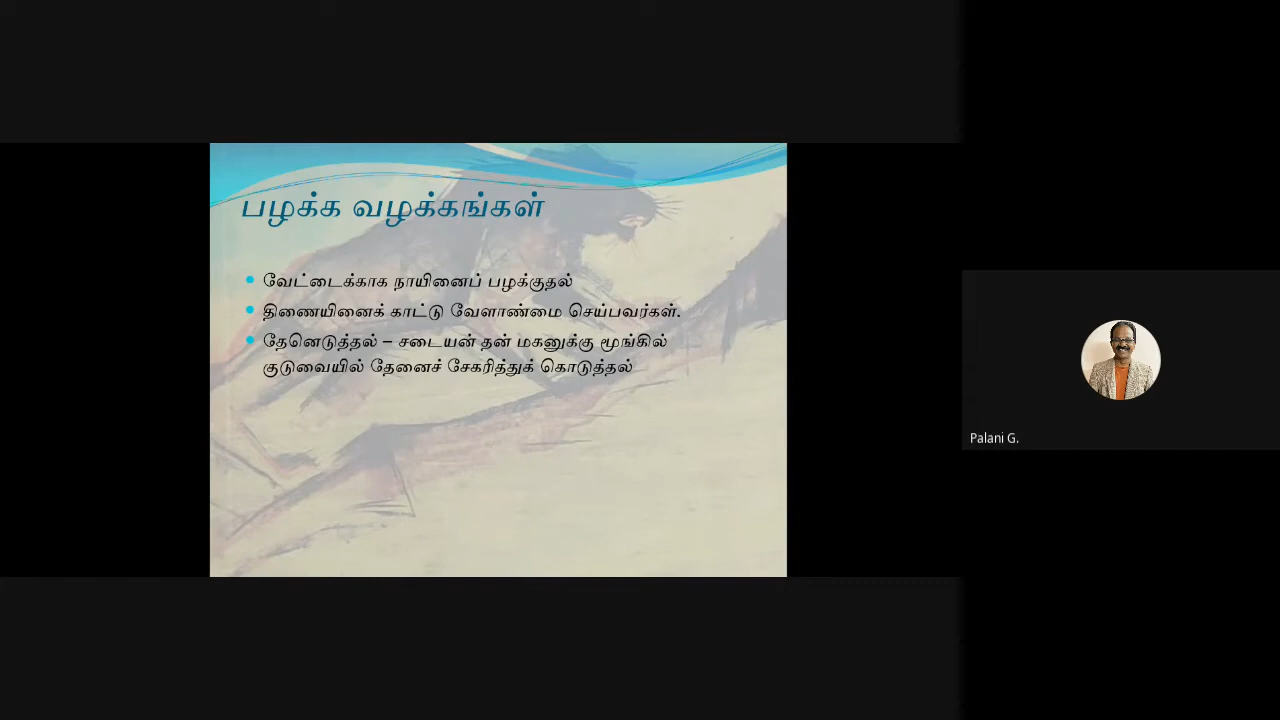 பழக்க வழக்கங்கள்
வேட்டைக்காக நாயினைப் பழக்குதல்
திணையினைக் காட்டு வேளாண்மை செய்பவர்கள்.
தேனெடுத்தல் – சடையன் தன் மகனுக்கு மூங்கில்
குடுவையில் தேனைச் சேகரித்துக் கொடுத்தல்
Palani G.